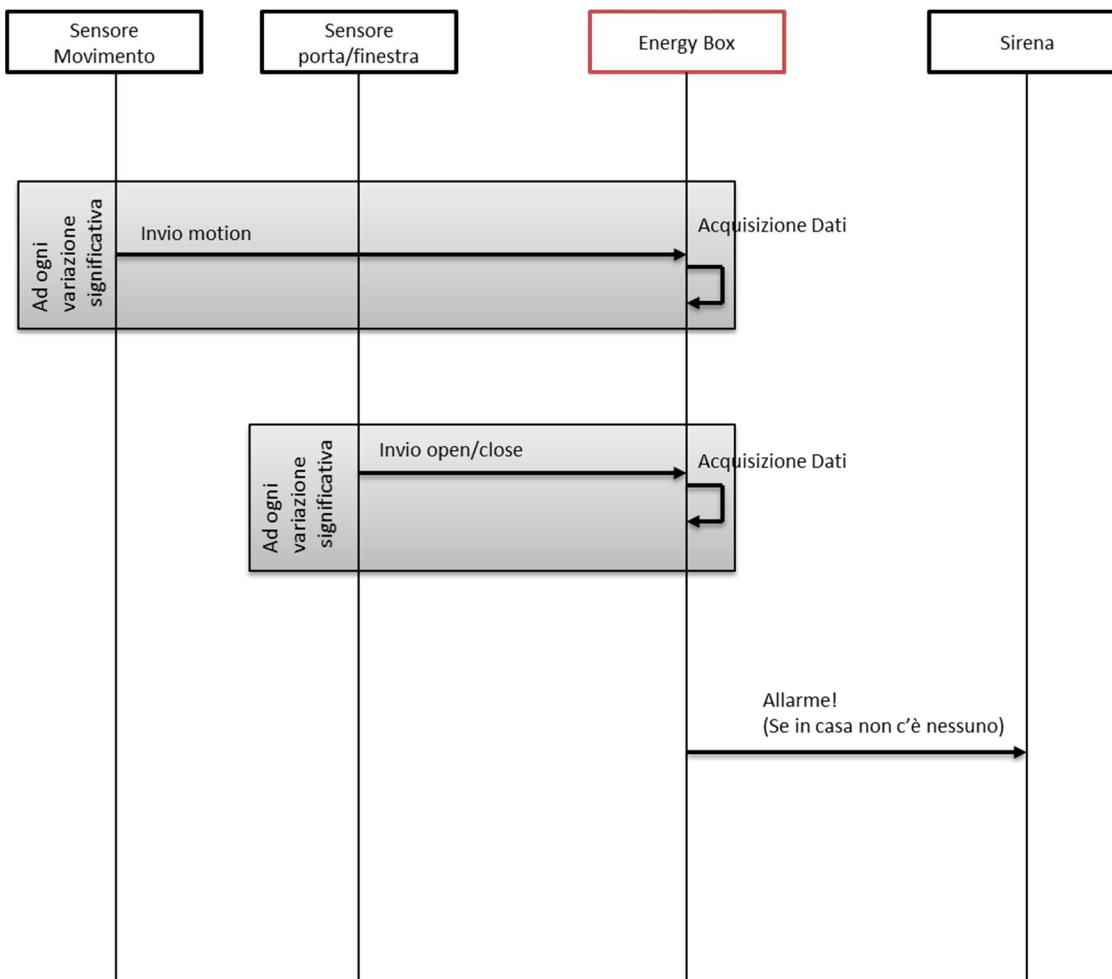 Sensore
Movimento
Sensore
porta/finestra
Energy Box
Sirena
Ad ogni
variazione
significativa
Invio motion
Acquisizione Dati
Ad ogni
variazione
significativa
Invio open/close
Acquisizione Dati
Allarme!
(Se in casa non c'è nessuno)